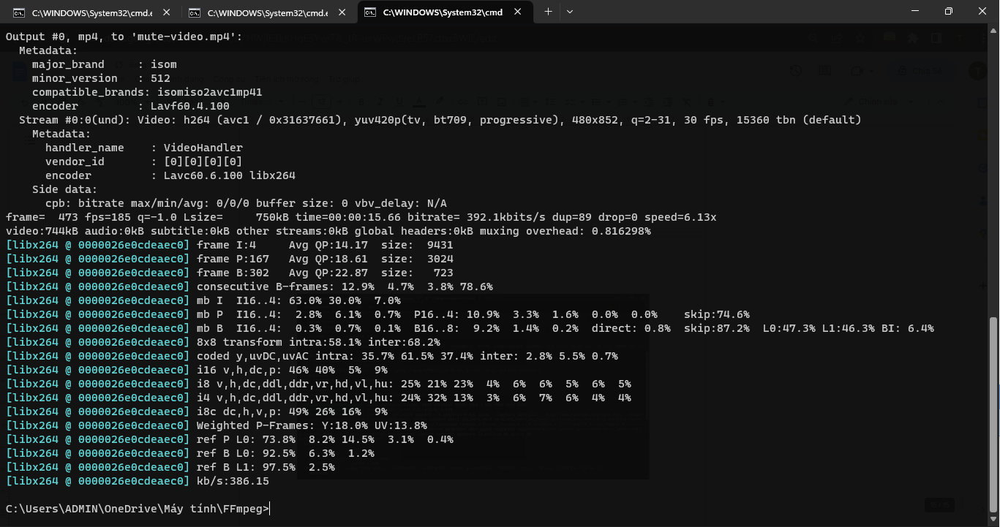 C:\WINDOWS\System32\cmd.e
C:\WINDOWS\System32\cmd.e
C:\WINDOWS\System32\cmd
Output #0, mp4, to 'mute-video.mp4':
  Metadata:
    major_brand     : isom
    minor_version   : 512
    compatible_brands: isomiso2avc1mp41
    encoder         : Lavf60.4.100
  Stream #0:0(und): Video: h264 (avc1 / 0x31637661), yuv420p(tv, bt709, progressive), 480x852, q=2-31, 30 fps, 15360 tbn (default)
    Metadata:
      handler_name    : VideoHandler
      vendor_id       : [0][0][0][0]
      encoder         : Lavc60.6.100 libx264
    Side data:
      cpb: bitrate max/min/avg: 0/0/0 buffer size: 0 vbv_delay: N/A
frame=  473 fps=185 q=-1.0 Lsize=     750kB time=00:00:15.66 bitrate= 392.1kbits/s dup=89 drop=0 speed=6.13x
video:744kB audio:0kB subtitle:0kB other streams:0kB global headers:0kB muxing overhead: 0.816298%
[libx264 @ 0000026e0cdeaec0] frame I:4     Avg QP:14.17  size:  9431
[libx264 @ 0000026e0cdeaec0] frame P:167   Avg QP:18.61  size:  3024
[libx264 @ 0000026e0cdeaec0] frame B:302   Avg QP:22.87  size:   723
[libx264 @ 0000026e0cdeaec0] consecutive B-frames: 12.9%  4.7%  3.8% 78.6%
[libx264 @ 0000026e0cdeaec0] mb I  I16..4: 63.0% 30.0%  7.0%
[libx264 @ 0000026e0cdeaec0] mb P  I16..4:  2.8%  6.1%  0.7%  P16..4: 10.9%  3.3%  1.6%  0.0%  0.0%    skip:74.6%
[libx264 @ 0000026e0cdeaec0] mb B  I16..4:  0.3%  0.7%  0.1%  B16..8:  9.2%  1.4%  0.2%  direct: 0.8%  skip:87.2%  L0:47.3% L1:46.3% BI: 6.4%
[libx264 @ 0000026e0cdeaec0] 8x8 transform intra:58.1% inter:68.2%
[libx264 @ 0000026e0cdeaec0] coded y,uvDC,uvAC intra: 35.7% 61.5% 37.4% inter: 2.8% 5.5% 0.7%
[libx264 @ 0000026e0cdeaec0] i16 v,h,dc,p: 46% 40%  5%  9%
[libx264 @ 0000026e0cdeaec0] i8 v,h,dc,ddl,ddr,vr,hd,vl,hu: 25% 21% 23%  4%  6%  6%  5%  6%  5%
[libx264 @ 0000026e0cdeaec0] i4 v,h,dc,ddl,ddr,vr,hd,vl,hu: 24% 32% 13%  3%  6%  7%  6%  4%  4%
[libx264 @ 0000026e0cdeaec0] i8c dc,h,v,p: 49% 26% 16%  9%
[libx264 @ 0000026e0cdeaec0] Weighted P-Frames: Y:18.0% UV:13.8%
[libx264 @ 0000026e0cdeaec0] ref P L0: 73.8%  8.2% 14.5%  3.1%  0.4%
[libx264 @ 0000026e0cdeaec0] ref B L0: 92.5%  6.3%  1.2%
[libx264 @ 0000026e0cdeaec0] ref B L1: 97.5%  2.5%
[libx264 @ 0000026e0cdeaec0] kb/s:386.15
C:\Users\ADMIN\OneDrive\Máy tính\FFmpeg>